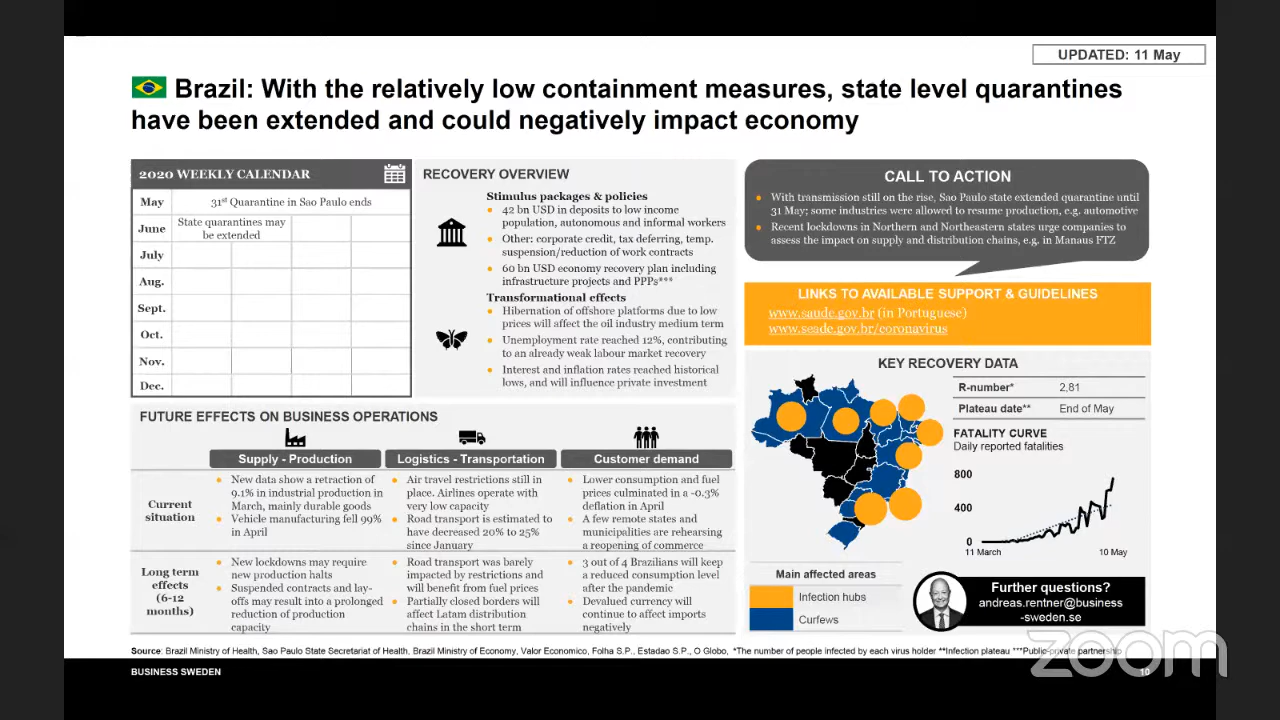 UPDATED: 11 May
Brazil: With the relatively low containment measures, state level quarantines
have been extended and could negatively impact economy
2020 WEEKLY CALENDAR
May
31st Quarantine in Sao Paulo ends
June
State quarantines may
be extended
July
Aug.
Sept.
Oct.
Nov.
Dec.
RECOVERY OVERVIEW
Stimulus packages & policies
42 bn USD in deposits to low income
population, autonomous and informal workers
Other: corporate credit, tax deferring, temp.
suspension/reduction of work contracts
60 bn USD economy recovery plan including
infrastructure projects and PPPs***
Transformational effects
Hibernation of offshore platforms due to low
prices will affect the oil industry medium term
Unemployment rate reached 12%, contributing
to an already weak labour market recovery
Interest and inflation rates reached historical
lows, and will influence private investment
CALL TO ACTION
With transmission still on the rise, Sao Paulo state extended quarantine until
31 May; some industries were allowed to resume production, e.g. automotive
Recent lockdowns in Northern and Northeastern states urge companies to
assess the impact on supply and distribution chains, e.g. in Manaus FTZ
LINKS TO AVAILABLE SUPPORT & GUIDELINES
www.saude.gov.br (in Portuguese)
www.seade.gov.br/coronavirus
KEY RECOVERY DATA
R-number* 2,81
Plateau date** End of May
FATALITY CURVE
Daily reported fatalities
800
400
0
11 March 10 May
Main affected areas
Infection hubs
Curfews
Further questions?
andreas.rentner@business
-sweden.se
FUTURE EFFECTS ON BUSINESS OPERATIONS
Supply - Production
Logistics - Transportation
Customer demand
Current
situation
New data show a retraction of
9.1% in industrial production in
March, mainly durable goods
Vehicle manufacturing fell 99%
in April
Air travel restrictions still in
place. Airlines operate with
very low capacity
Road transport is estimated to
have decreased 20% to 25%
since January
Lower consumption and fuel
prices culminated in a -0.3%
deflation in April
A few remote states and
municipalities are rehearsing
a reopening of commerce
Long term
effects
(6-12
months)
New lockdowns may require
new production halts
Suspended contracts and lay-
offs may result into a prolonged
reduction of production
capacity
Road transport was barely
impacted by restrictions and
will benefit from fuel prices
Partially closed borders will
affect Latam distribution
chains in the short term
3 out of 4 Brazilians will keep
a reduced consumption level
after the pandemic
Devalued currency will
continue to affect imports
negatively
Source: Brazil Ministry of Health, Sao Paulo State Secretariat of Health, Brazil Ministry of Economy, Valor Economico, Folha S.P., Estadao S.P., O Globo, *The number of people infected by each virus holder **Infection plateau ***Public-private partnership
BUSINESS SWEDEN
10
zoom